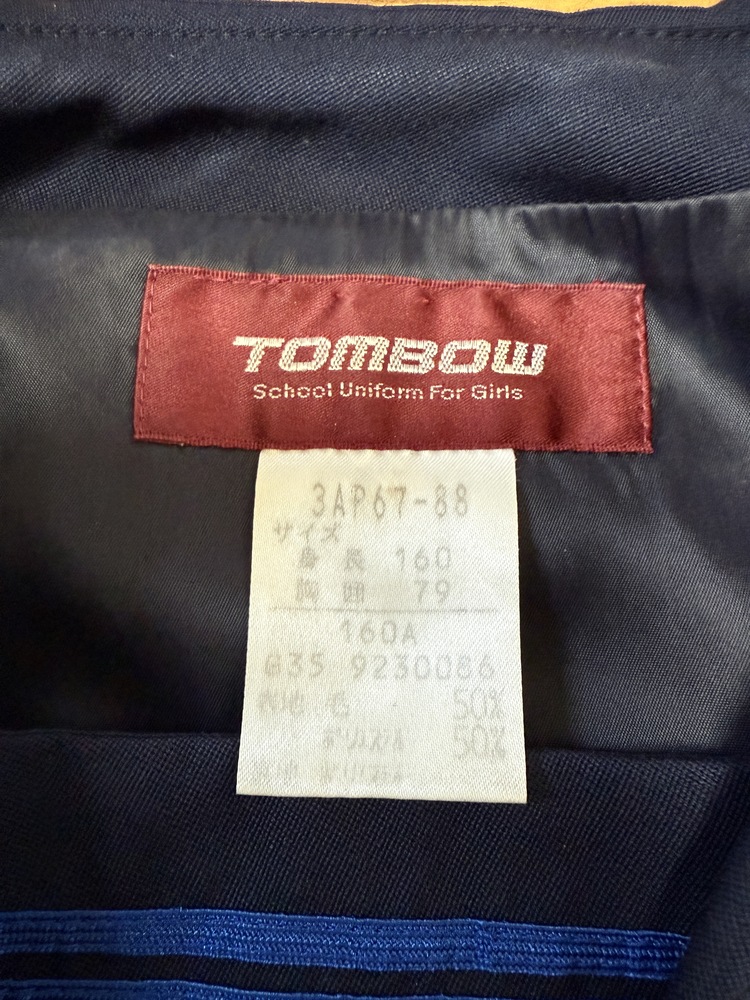 TOMBOW
School Uniform For Girls
3AP67-88
サイズ
身長 160
胸囲 79
160A
G35 9230086
表地 毛 50%
ポリエステル 50%